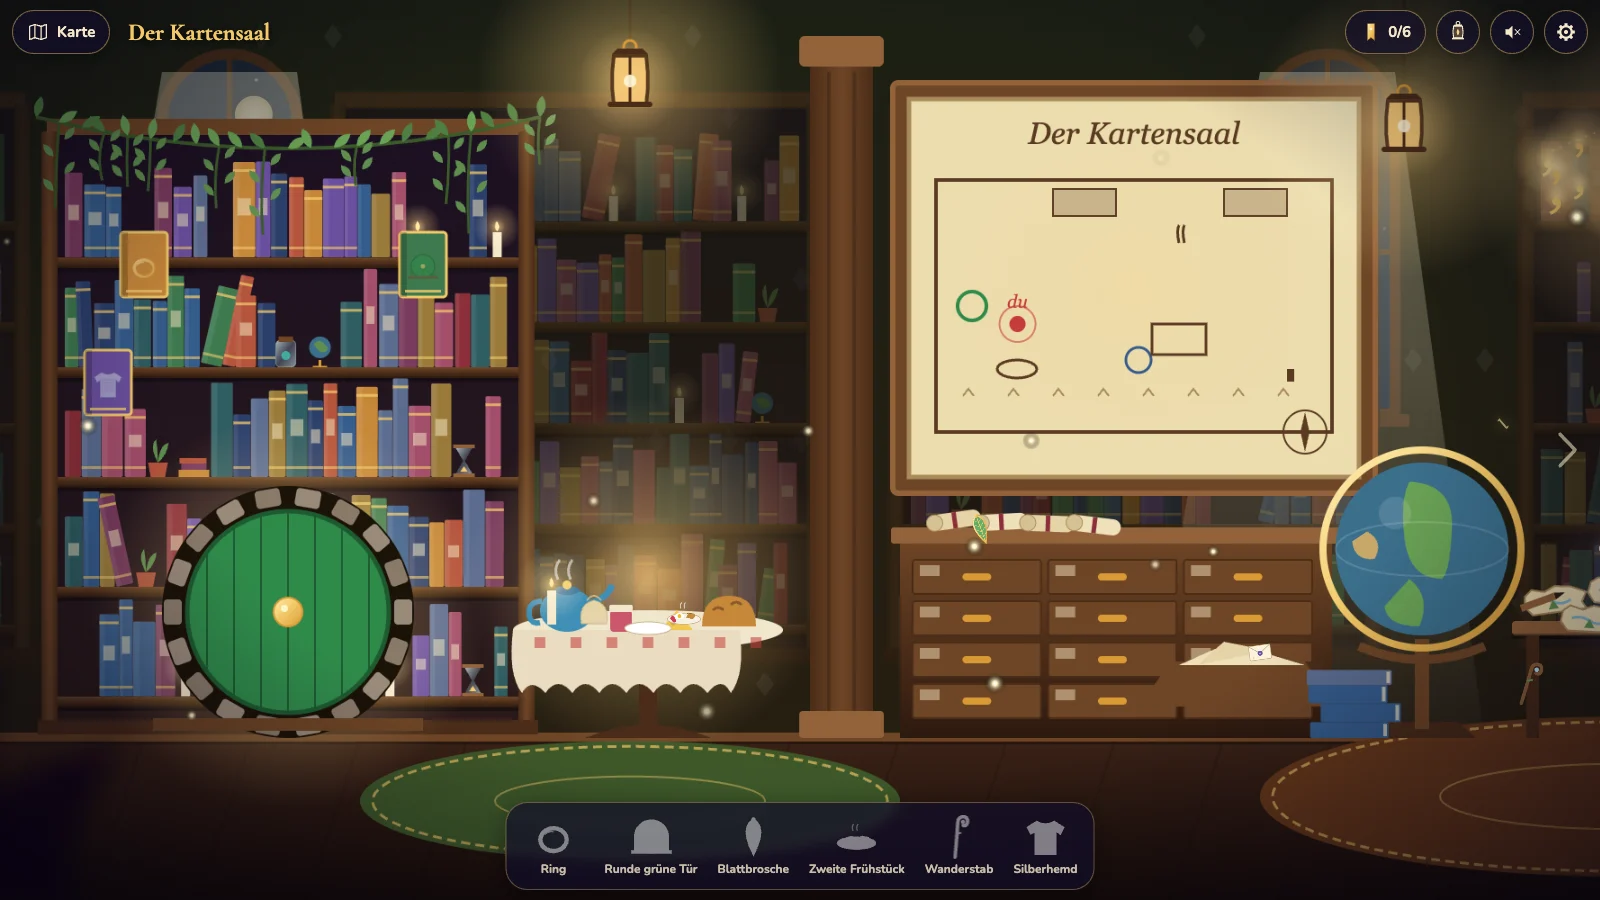 Karte
Der Kartensaal
0/6
Der Kartensaal
du
Ring
Runde grüne Tür
Blattbrosche
Zweite Frühstück
Wanderstab
Silberhemd